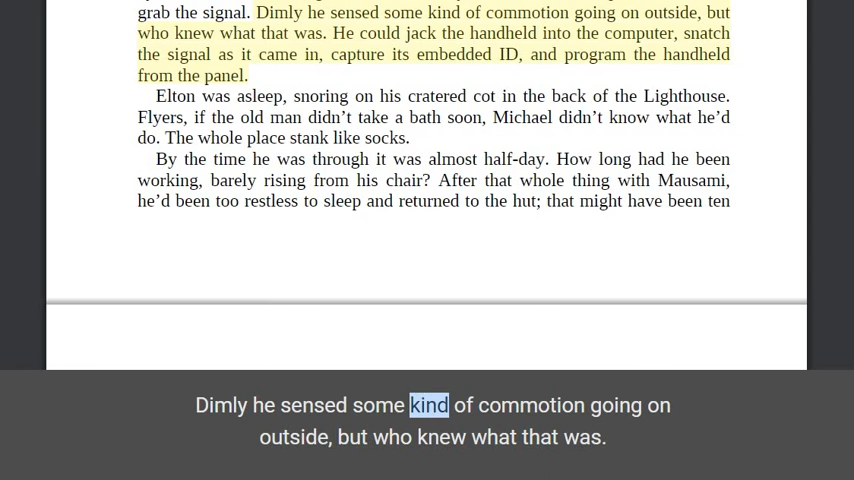 grab the signal. Dimly he sensed some kind of commotion going on outside, but
who knew what that was. He could jack the handheld into the computer, snatch
the signal as it came in, capture its embedded ID, and program the handheld
from the panel.
Elton was asleep, snoring on his cratered cot in the back of the Lighthouse.
Flyers, if the old man didn’t take a bath soon, Michael didn’t know what he’d
do. The whole place stank like socks.
By the time he was through it was almost half-day. How long had he been
working, barely rising from his chair? After that whole thing with Mausami,
he’d been too restless to sleep and returned to the hut; that might have been ten
Dimly he sensed some kind of commotion going on
outside, but who knew what that was.